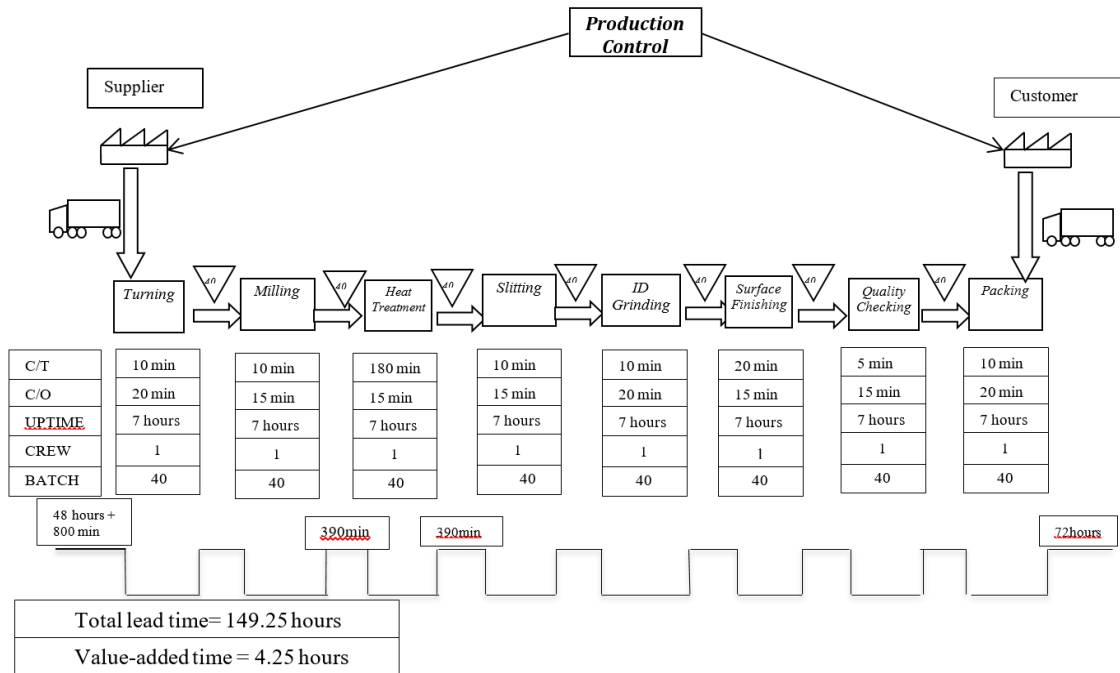 Production
Control
Supplier
Customer
Turning
40
Milling
40
Heat
Treatment
40
Slitting
40
ID
Grinding
40
Surface
Finishing
40
Quality
Checking
40
Packing
C/T
10 min
10 min
180 min
10 min
10 min
20 min
5 min
10 min
C/O
20 min
15 min
15 min
15 min
20 min
15 min
15 min
20 min
UPTIME
7 hours
7 hours
7 hours
7 hours
7 hours
7 hours
7 hours
7 hours
CREW
1
1
1
1
1
1
1
1
BATCH
40
40
40
40
40
40
40
40
48 hours +
800 min
390min
390min
72hours
Total lead time= 149.25 hours
Value-added time = 4.25 hours